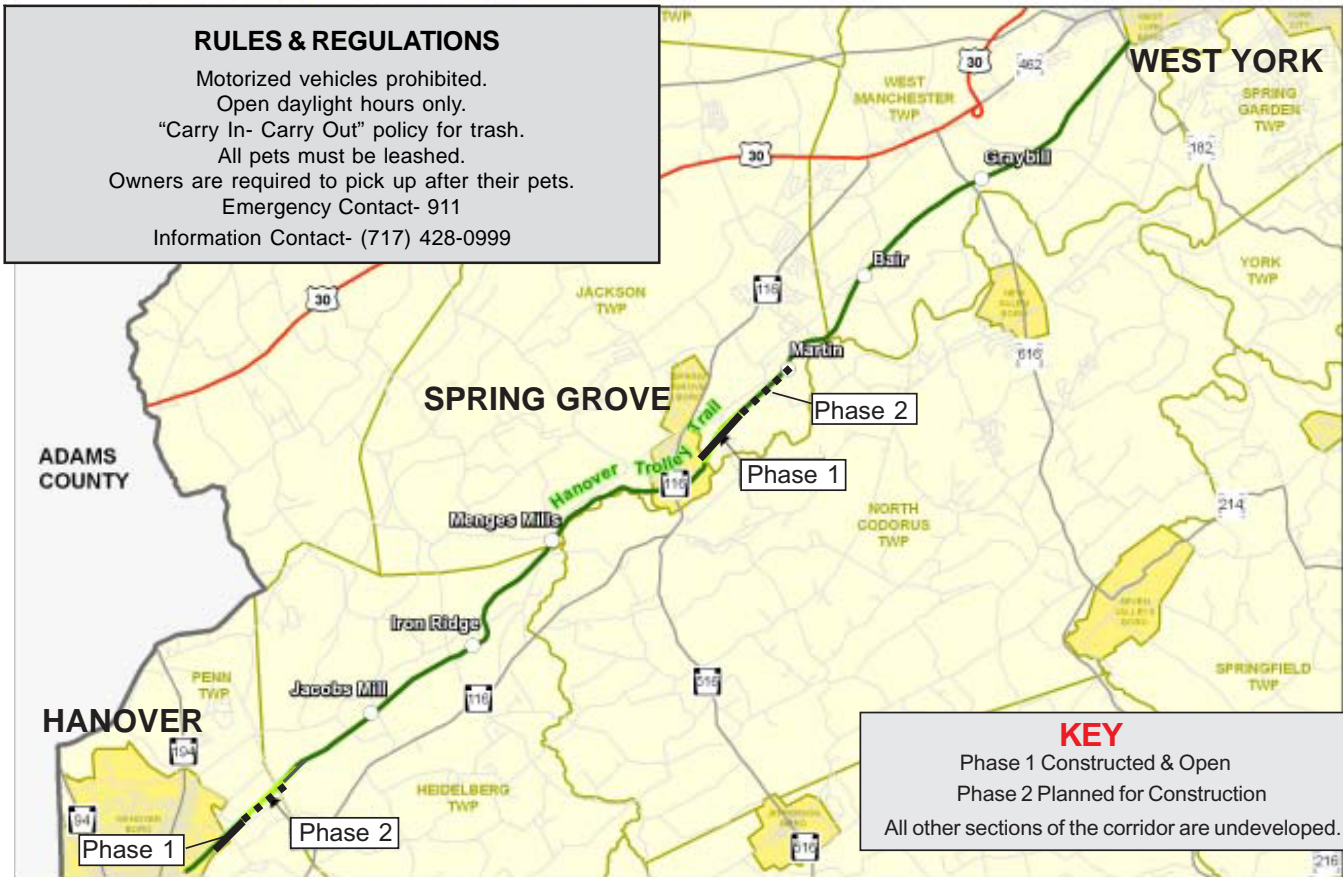 RULES & REGULATIONS
Motorized vehicles prohibited.
Open daylight hours only.
“Carry In- Carry Out” policy for trash.
All pets must be leashed.
Owners are required to pick up after their pets.
Emergency Contact- 911
Information Contact- (717) 428-0999
TWP
30
462
WEST YORK
WEST
MANCHESTER
TWP
SPRING
GARDEN
TWP
30
182
Graybill
30
JACKSON
TWP
116
Bair
YORK
TWP
Martin
616
SPRING GROVE
Phase 2
Hanover Trolley Trail
Phase 1
116
ADAMS
COUNTY
Menges Mills
NORTH
CODORUS
TWP
214
Iron Ridge
PENN
TWP
Jacobs Mill
116
516
SPRINGFIELD
TWP
HANOVER
194
HEIDELBERG
TWP
94
Phase 1
Phase 2
516
KEY
Phase 1 Constructed & Open
Phase 2 Planned for Construction
All other sections of the corridor are undeveloped.
216